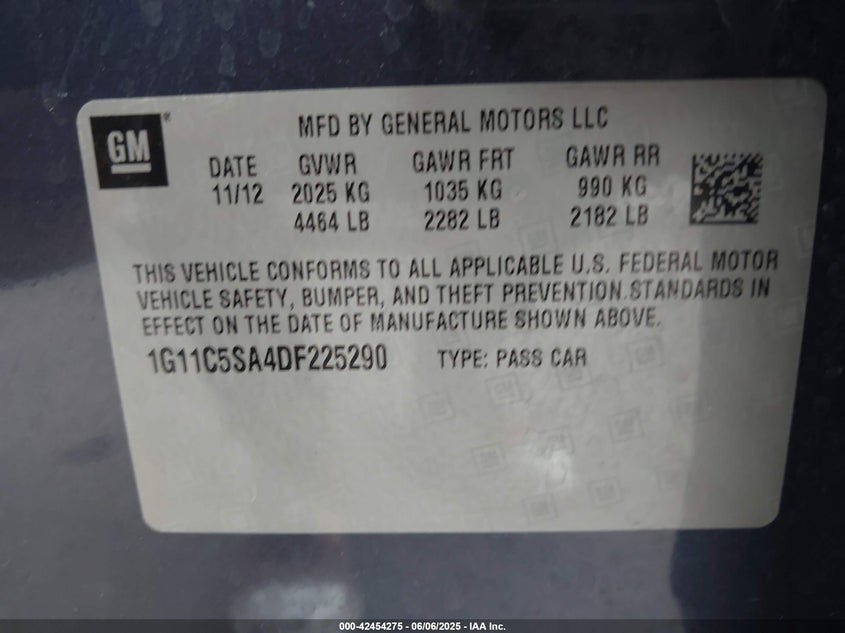 GM®
MFD BY GENERAL MOTORS LLC
DATE GVWR GAWR FRT GAWR RR
11/12 2025 KG 1035 KG 990 KG
4464 LB 2282 LB 2182 LB
THIS VEHICLE CONFORMS TO ALL APPLICABLE U.S. FEDERAL MOTOR
VEHICLE SAFETY, BUMPER, AND THEFT PREVENTION STANDARDS IN
EFFECT ON THE DATE OF MANUFACTURE SHOWN ABOVE.
1G11C5SA4DF225290 TYPE: PASS CAR
000-42454275 - 06/06/2025 - IAA Inc.